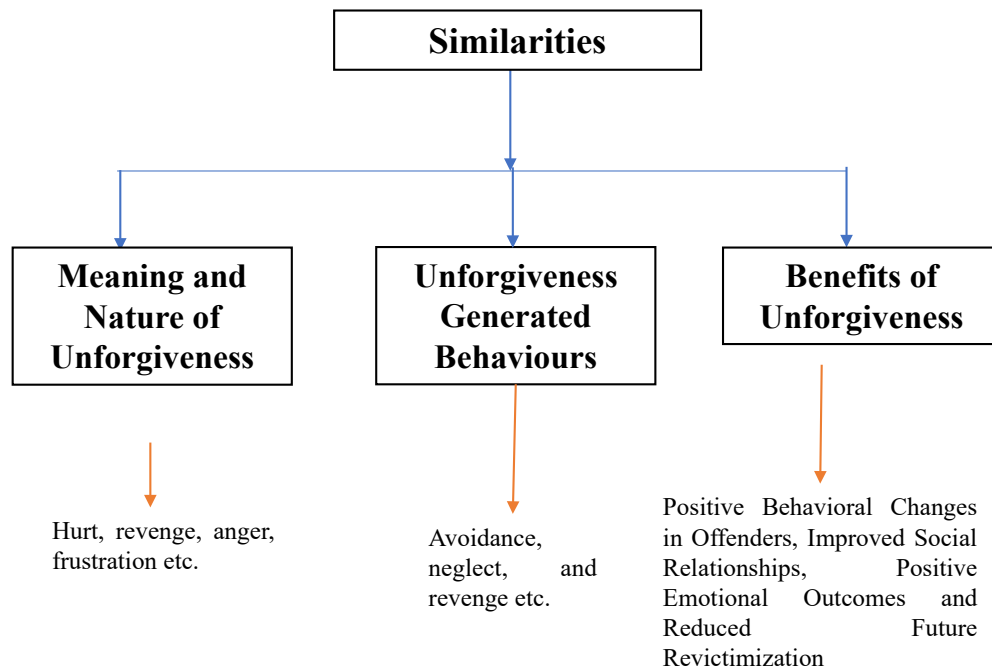 Similarities
Meaning and
Nature of
Unforgiveness
Unforgiveness
Generated
Behaviours
Benefits of
Unforgiveness
Hurt, revenge, anger,
frustration etc.
Avoidance,
neglect, and
revenge etc.
Positive Behavioral Changes
in Offenders, Improved Social
Relationships, Positive
Emotional Outcomes and
Reduced Future
Revictimization